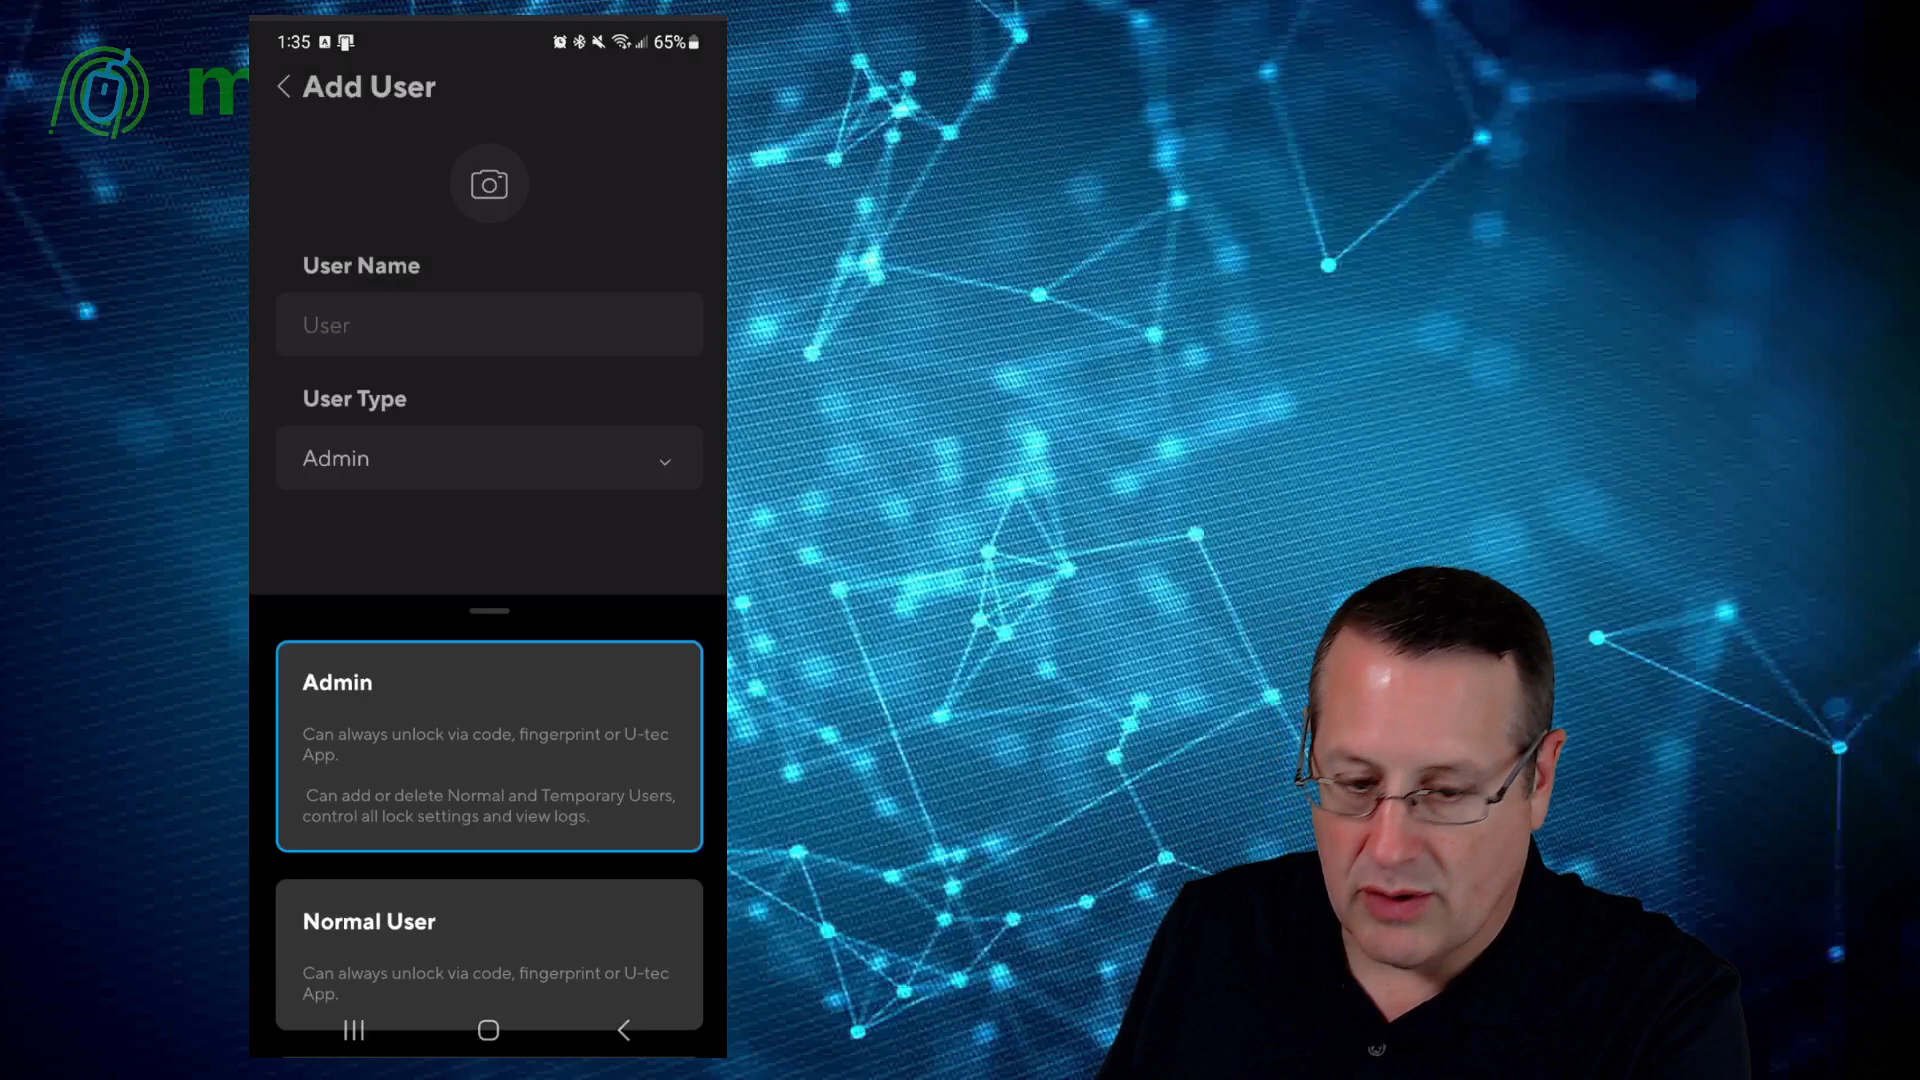 m
1:35
65%
Add User
User Name
User
User Type
Admin
Admin
Can always unlock via code, fingerprint or U-tec
App.
Can add or delete Normal and Temporary Users,
control all lock settings and view logs.
Normal User
Can always unlock via code, fingerprint or U-tec
App.